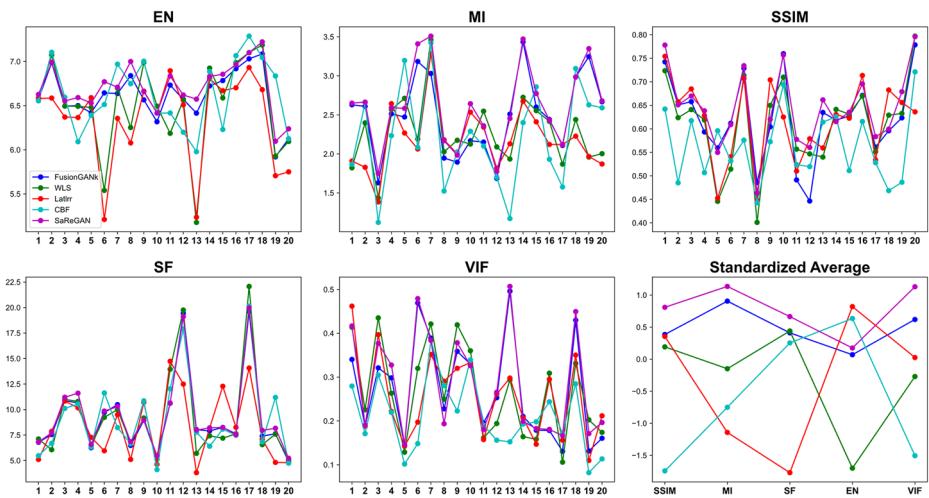 EN
MI
SSIM
7.0
6.5
6.0
5.5
FusionGANk
WLS
Latlrr
CBF
SaReGAN
1 2 3 4 5 6 7 8 9 10 11 12 13 14 15 16 17 18 19 20
3.5
3.0
2.5
2.0
1.5
1 2 3 4 5 6 7 8 9 10 11 12 13 14 15 16 17 18 19 20
0.80
0.75
0.70
0.65
0.60
0.55
0.50
0.45
0.40
1 2 3 4 5 6 7 8 9 10 11 12 13 14 15 16 17 18 19 20
SF
VIF
Standardized Average
22.5
20.0
17.5
15.0
12.5
10.0
7.5
5.0
1 2 3 4 5 6 7 8 9 10 11 12 13 14 15 16 17 18 19 20
0.5
0.4
0.3
0.2
0.1
1 2 3 4 5 6 7 8 9 10 11 12 13 14 15 16 17 18 19 20
1.0
0.5
0.0
−0.5
−1.0
−1.5
SSIM MI SF EN VIF